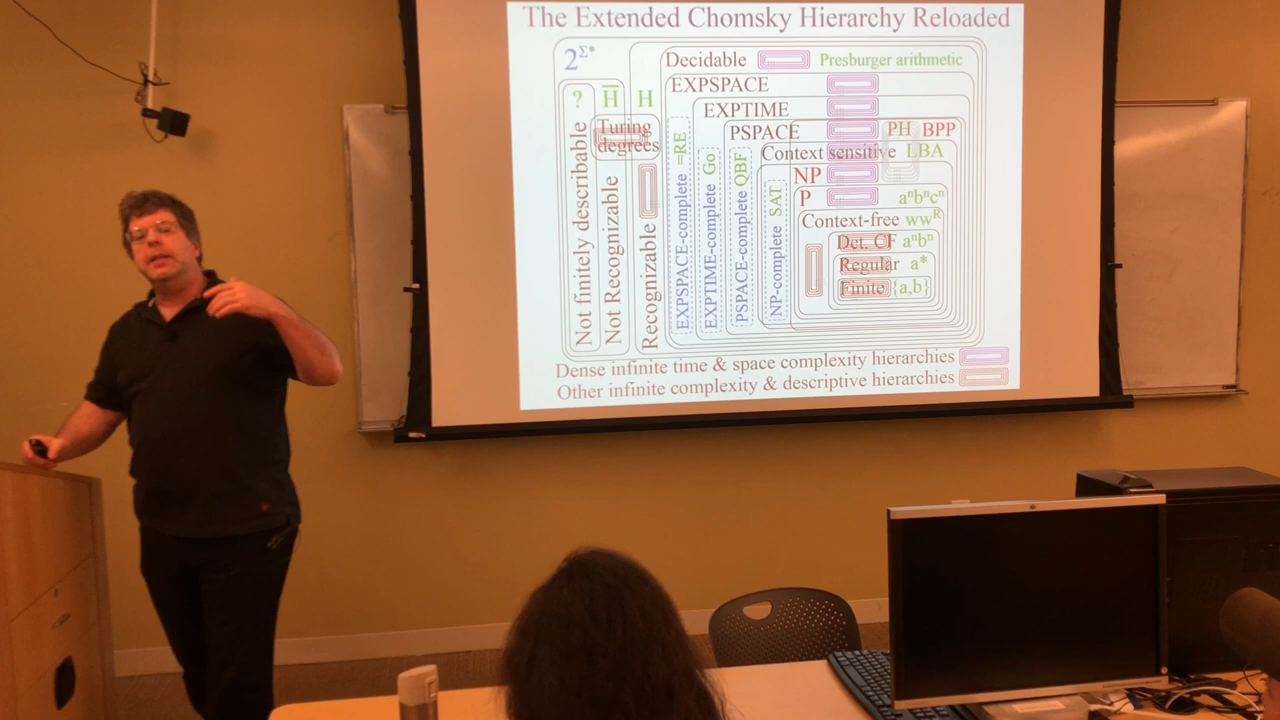 The Extended Chomsky Hierarchy Reloaded
2^Σ*
Decidable Presburger arithmetic
EXPSPACE
EXPTIME
PSPACE PH BPP
Context sensitive LBA
NP
P aⁿbⁿcⁿ
Context-free ww^R
Det. CF aⁿbⁿ
Regular a*
Finite {a,b}
? H̅ H
Turing
degrees
Not finitely describable
Not Recognizable
Recognizable
EXPSPACE-complete =RE
EXPTIME-complete Go
PSPACE-complete QBF
NP-complete SAT
Dense infinite time & space complexity hierarchies
Other infinite complexity & descriptive hierarchies